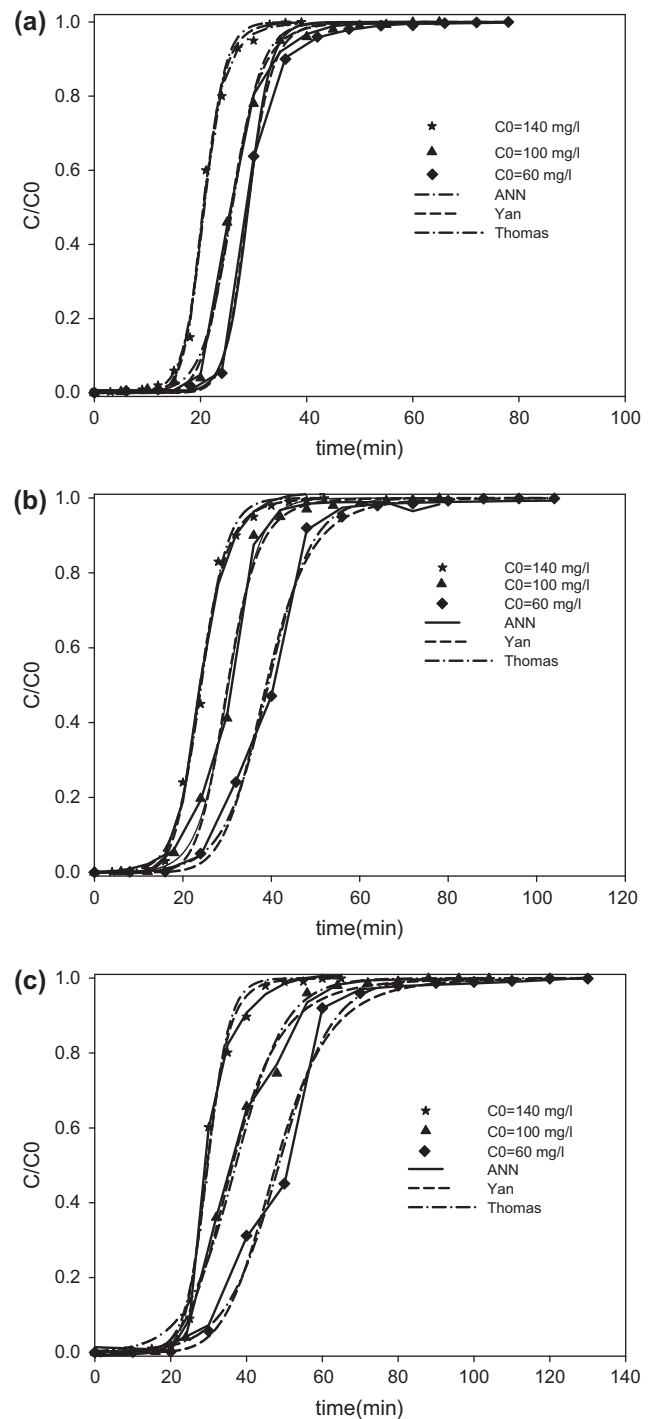 (a)
C/C0
1.0
0.8
0.6
0.4
0.2
0.0
C0=140 mg/l
C0=100 mg/l
C0=60 mg/l
ANN
Yan
Thomas
0 20 40 60 80 100
time(min)
(b)
C/C0
1.0
0.8
0.6
0.4
0.2
0.0
C0=140 mg/l
C0=100 mg/l
C0=60 mg/l
ANN
Yan
Thomas
0 20 40 60 80 100 120
time(min)
(c)
C/C0
1.0
0.8
0.6
0.4
0.2
0.0
C0=140 mg/l
C0=100 mg/l
C0=60 mg/l
ANN
Yan
Thomas
0 20 40 60 80 100 120 140
time(min)